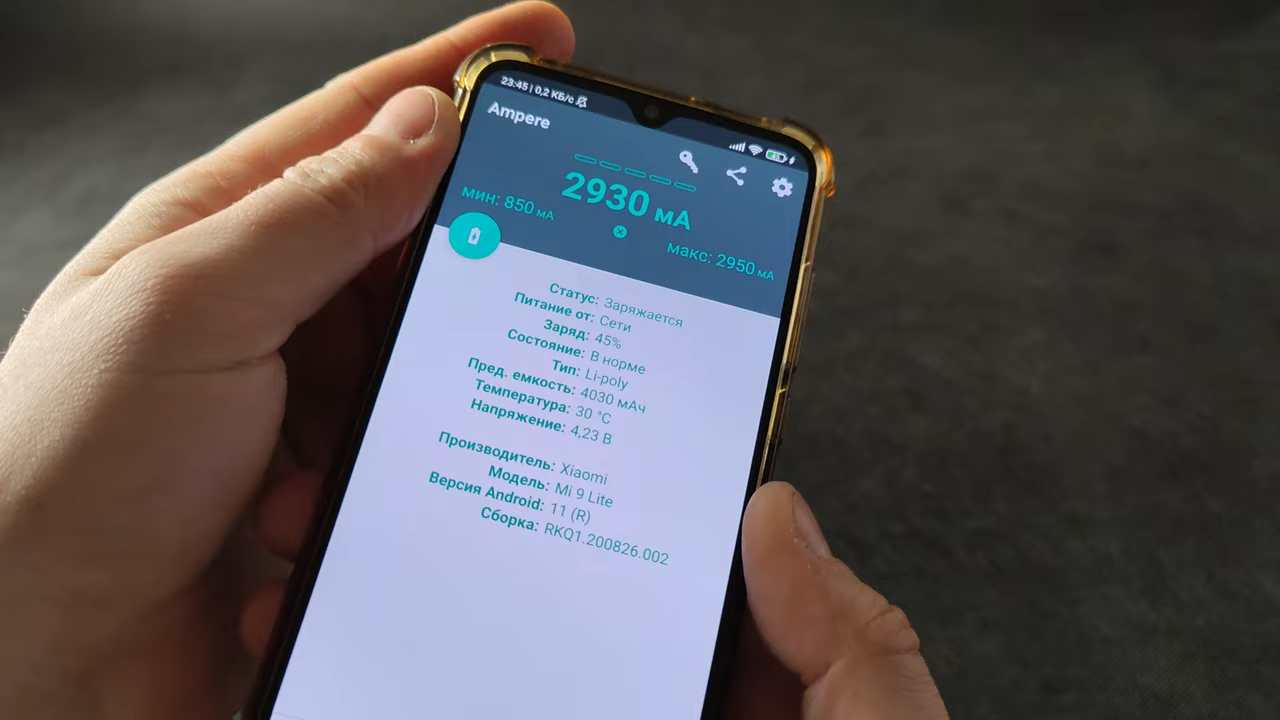 23:45 | 0,2 КБ/с
Ampere
2930 мА
мин: 850 мА
макс: 2950 мА
Статус: Заряжается
Питание от: Сети
Заряд: 45%
Состояние: В норме
Тип: Li-poly
Пред. емкость: 4030 мАч
Температура: 30 °C
Напряжение: 4,23 В
Производитель: Xiaomi
Модель: Mi 9 Lite
Версия Android: 11 (R)
Сборка: RKQ1.200826.002